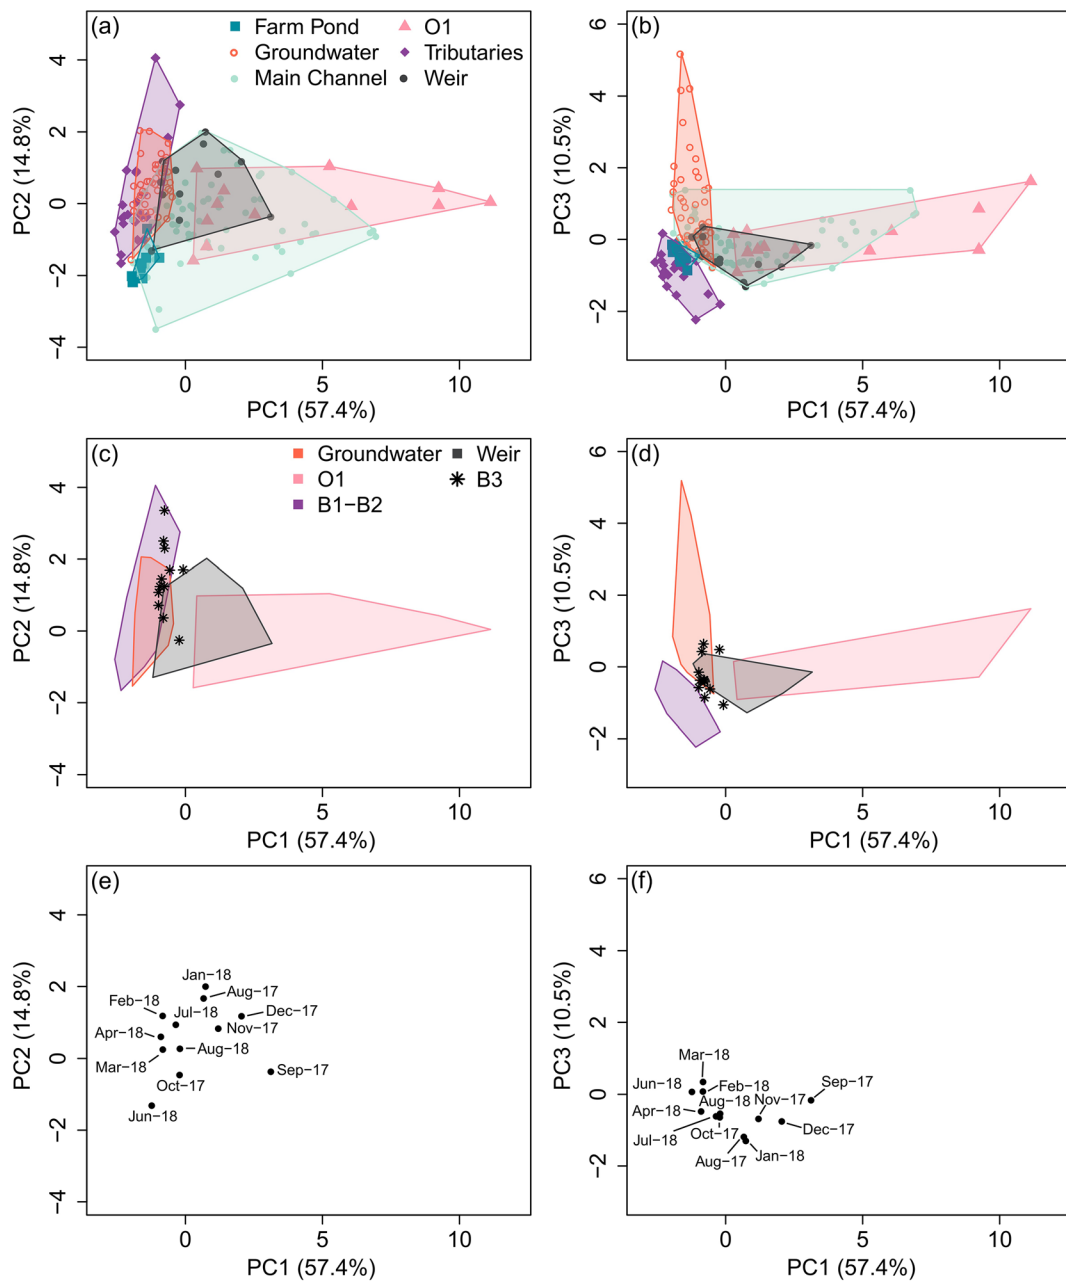 (a)
Farm Pond
Groundwater
Main Channel
O1
Tributaries
Weir
PC2 (14.8%)
4
2
0
−2
−4
0 5 10
PC1 (57.4%)
(b)
PC3 (10.5%)
6
4
2
0
−2
0 5 10
PC1 (57.4%)
(c)
Groundwater
O1
B1−B2
Weir
B3
PC2 (14.8%)
4
2
0
−2
−4
0 5 10
PC1 (57.4%)
(d)
PC3 (10.5%)
6
4
2
0
−2
0 5 10
PC1 (57.4%)
(e)
PC2 (14.8%)
4
2
0
−2
−4
Jan−18
Aug−17
Feb−18
Jul−18
Dec−17
Nov−17
Apr−18
Aug−18
Mar−18
Sep−17
Oct−17
Jun−18
0 5 10
PC1 (57.4%)
(f)
PC3 (10.5%)
6
4
2
0
−2
Mar−18
Jun−18
Feb−18
Sep−17
Aug−18
Nov−17
Apr−18
Dec−17
Jul−18
Oct−17
Aug−17
Jan−18
0 5 10
PC1 (57.4%)